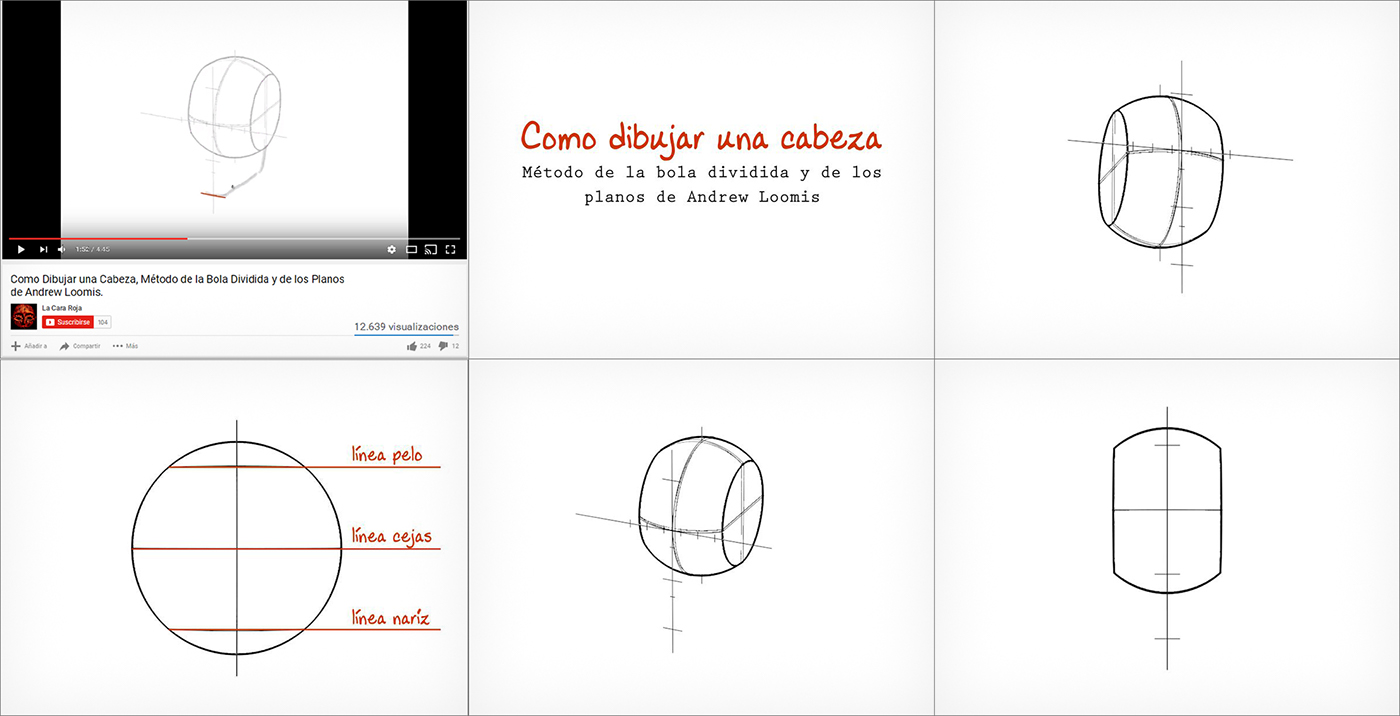 1:52 / 4:45
Como Dibujar una Cabeza, Método de la Bola Dividida y de los Planos
de Andrew Loomis.
La Cara Roja
Suscribirse 104
12.639 visualizaciones
Añadir a Compartir Más 224 12
Como dibujar una cabeza
Método de la bola dividida y de los
planos de Andrew Loomis
línea pelo
línea cejas
línea naríz